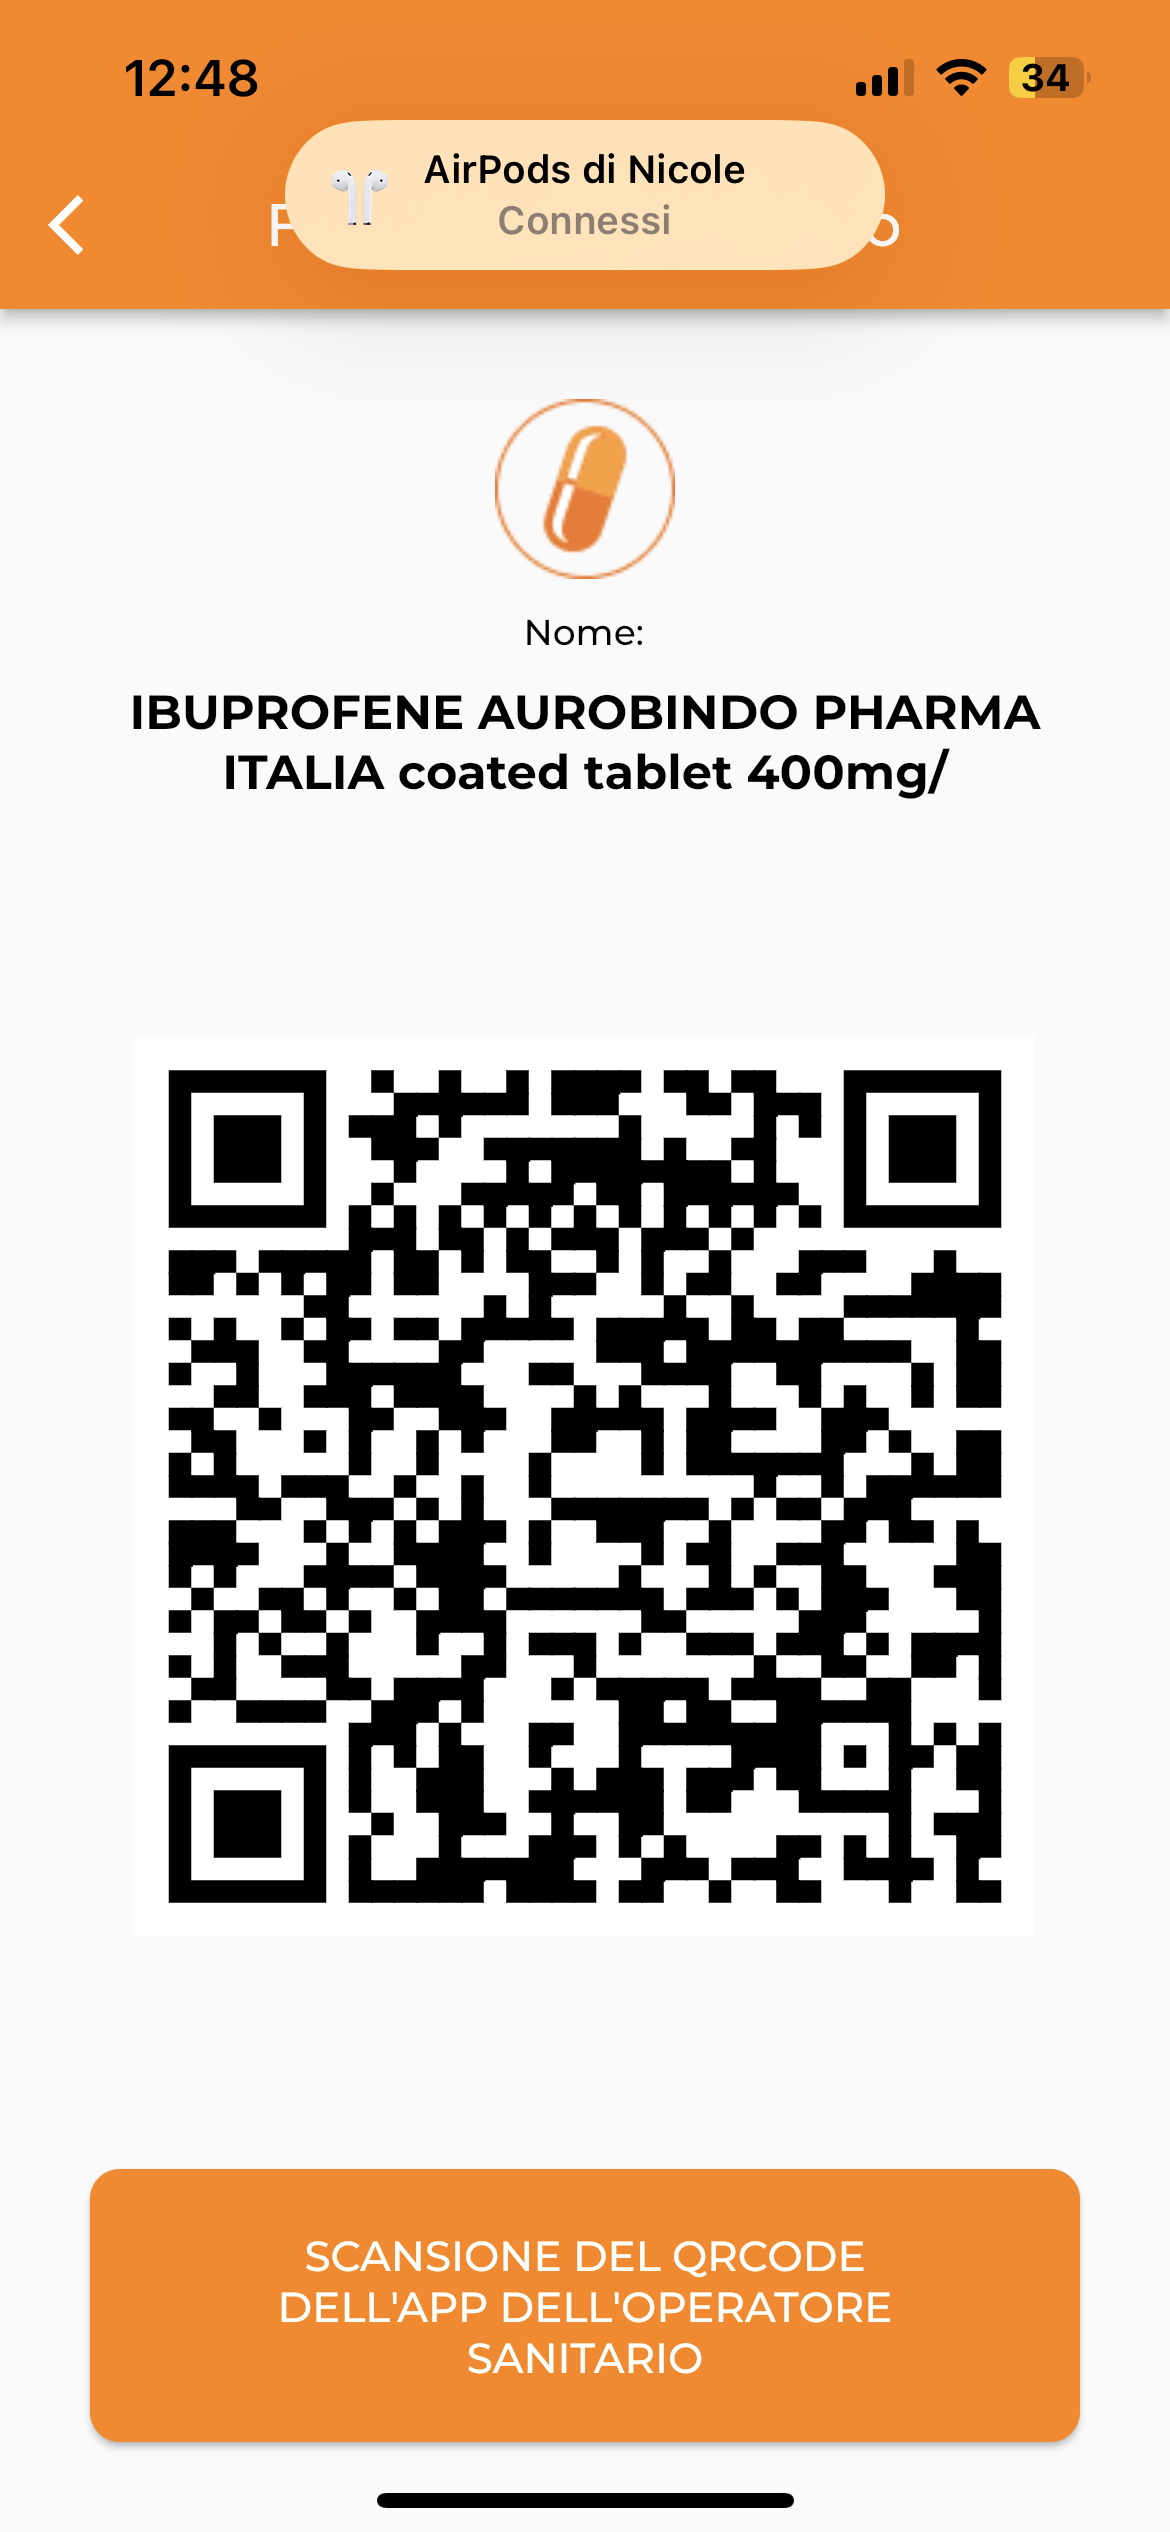 12:48
34
AirPods di Nicole
Connessi
Nome:
IBUPROFENE AUROBINDO PHARMA
ITALIA coated tablet 400mg/
SCANSIONE DEL QRCODE
DELL'APP DELL'OPERATORE
SANITARIO